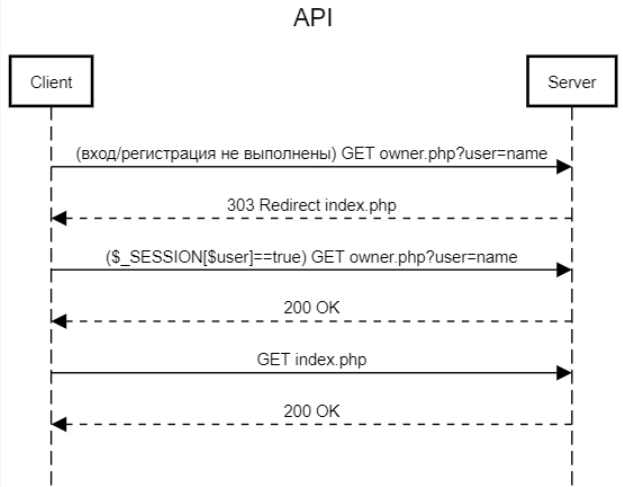 API
Client
Server
(вход/регистрация не выполнены) GET owner.php?user=name
303 Redirect index.php
($_SESSION[$user]==true) GET owner.php?user=name
200 OK
GET index.php
200 OK